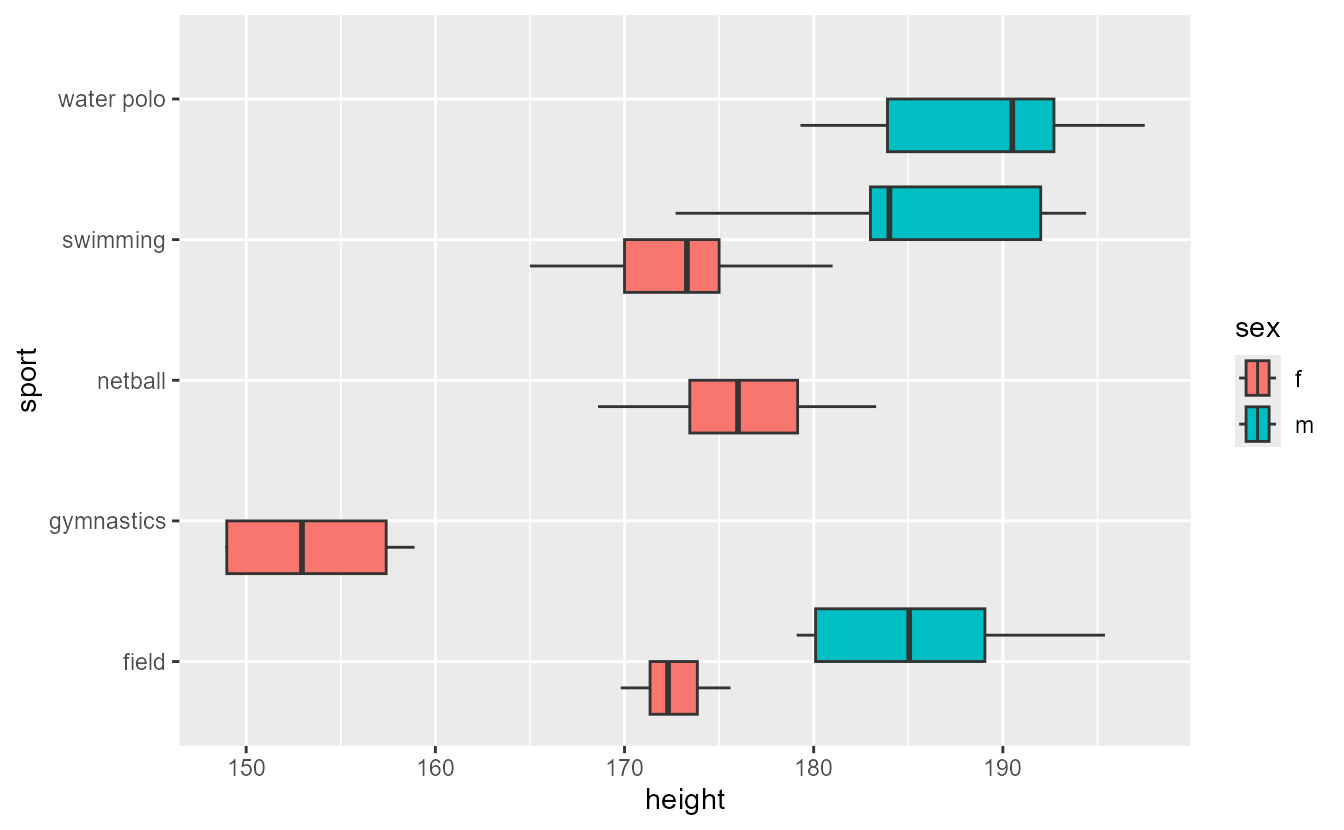 water polo
swimming
netball
gymnastics
field
sport
150 160 170 180 190
height
sex
f
m